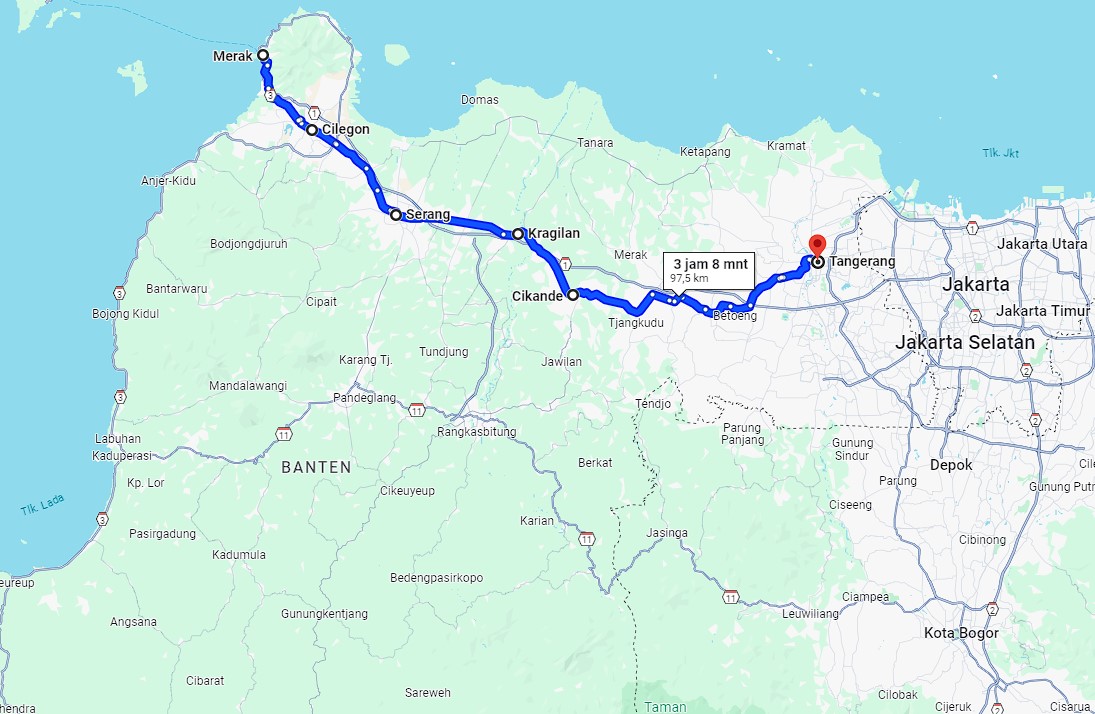 Merak
3
1
Cilegon
Domas
Tanara
Ketapang
Kramat
Tlk. Jkt
Anjer-Kidu
Serang
Kragilan
1
Jakarta Utara
Bodjongdjuruh
Merak
1
3 jam 8 mnt
97,5 km
Tangerang
Bantarwaru
3
Cipait
Cikande
Jakarta
Bojong Kidul
Tjangkudu
Betoeng
2
Jakarta Timur
Jakarta Selatan
Karang Tj.
Tundjung
Jawilan
2
Mandalawangi
3
Pandeglang
11
Tendjo
2
11
Rangkasbitung
Parung
Panjang
Labuhan
Kaduperasi
Gunung
Sindur
BANTEN
Berkat
Depok
Kp. Lor
Cikeuyeup
Parung
Gunung Putr
Tlk. Lada
3
Karian
Ciseeng
Pasirgadung
11
Jasinga
Cibinong
Kadumula
eureup
Bedengpasirkopo
11
Ciampea
2
Angsana
Gunungkentjang
Leuwiliang
Kota Bogor
Cibarat
Sareweh
Cilobak
hendra
Taman
Cijeruk
2
Cisarua